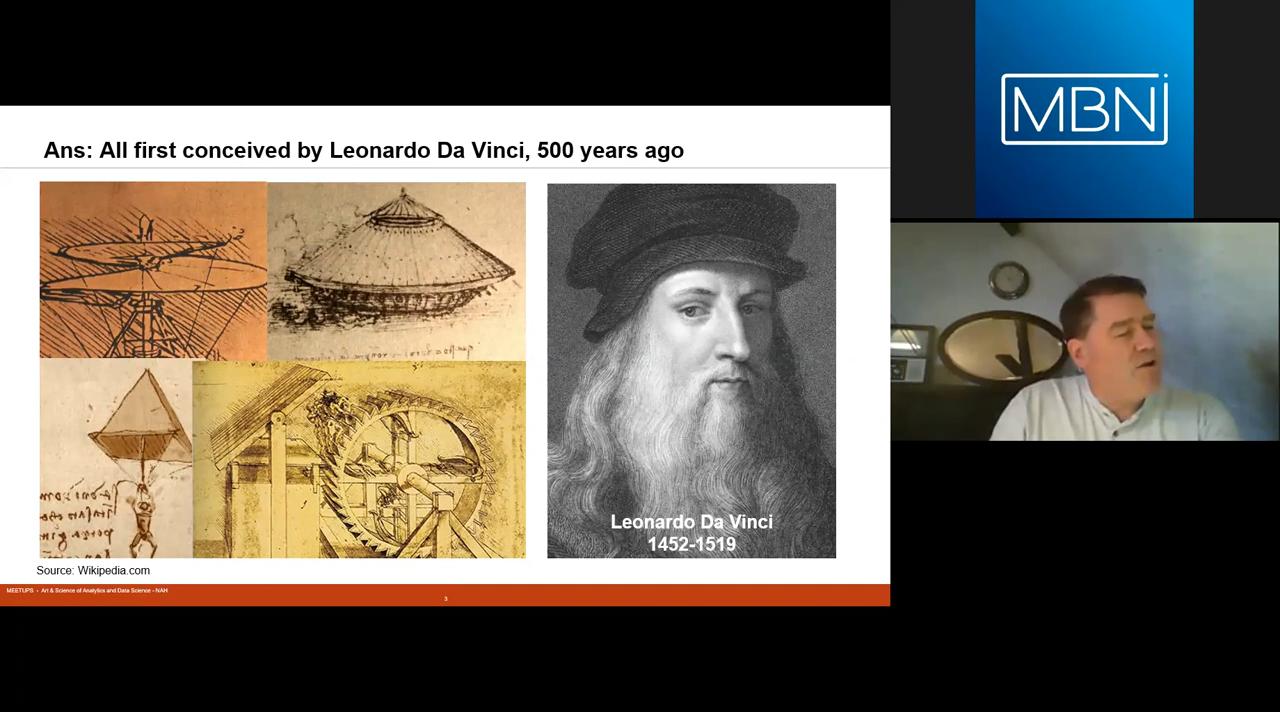 Ans: All first conceived by Leonardo Da Vinci, 500 years ago
Leonardo Da Vinci
1452-1519
Source: Wikipedia.com
MEETUPS - Art & Science of Analytics and Data Science - NAH
3
MBN